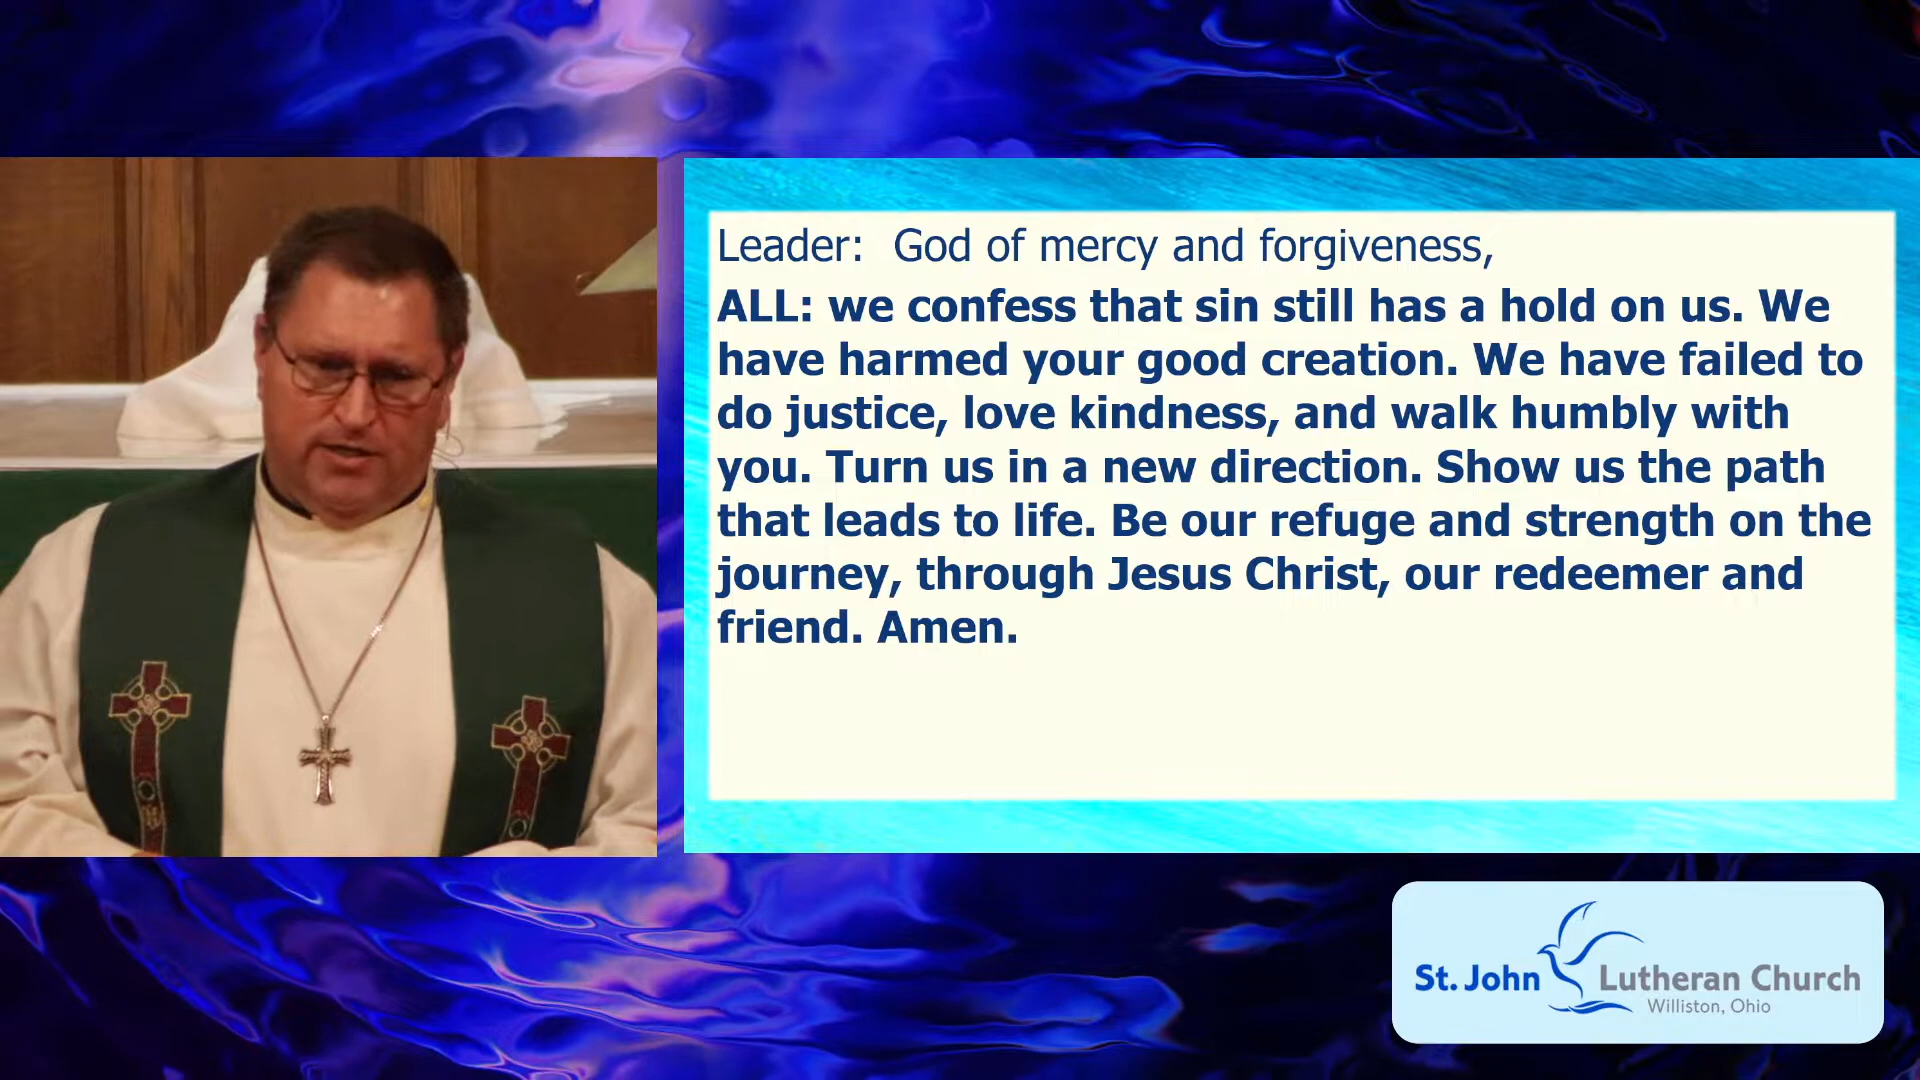 Leader:  God of mercy and forgiveness,
ALL: we confess that sin still has a hold on us. We
have harmed your good creation. We have failed to
do justice, love kindness, and walk humbly with
you. Turn us in a new direction. Show us the path
that leads to life. Be our refuge and strength on the
journey, through Jesus Christ, our redeemer and
friend. Amen.
St. John Lutheran Church
Williston, Ohio